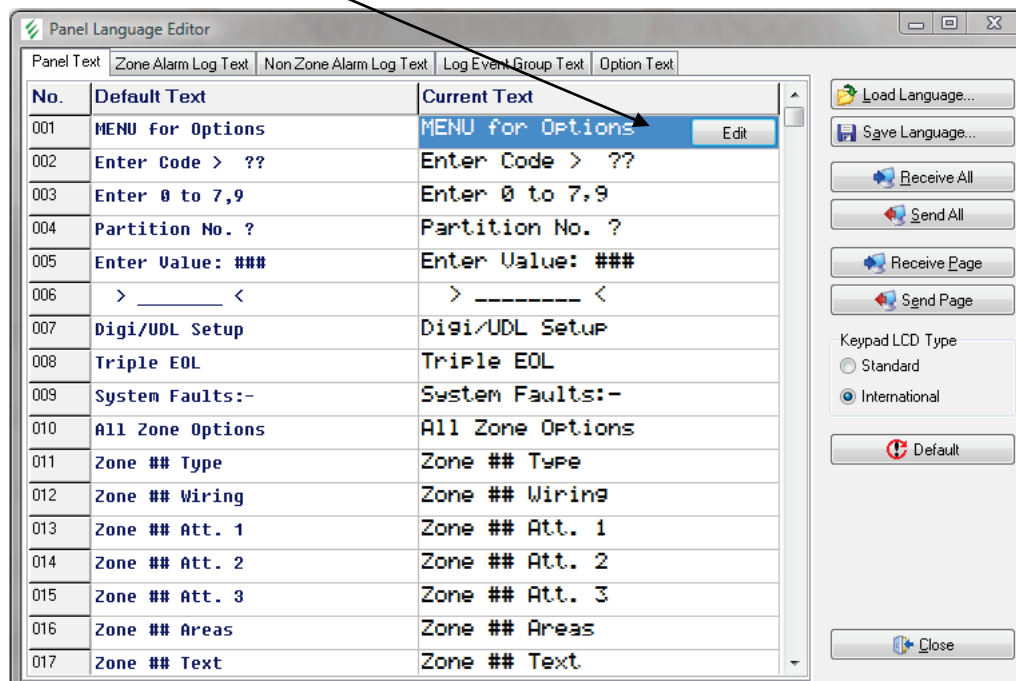 Panel Language Editor
Panel Text Zone Alarm Log Text Non Zone Alarm Log Text Log Event Group Text Option Text
No. Default Text Current Text
001 MENU for Options MENU for Options Edit
002 Enter Code > ?? Enter Code > ??
003 Enter 0 to 7,9 Enter 0 to 7,9
004 Partition No. ? Partition No. ?
005 Enter Value: ### Enter Value: ###
006 > ________ < > ________ <
007 Digi/UDL Setup Digi/UDL Setup
008 Triple EOL Triple EOL
009 System Faults:- System Faults:-
010 All Zone Options All Zone Options
011 Zone ## Type Zone ## Type
012 Zone ## Wiring Zone ## Wiring
013 Zone ## Att. 1 Zone ## Att. 1
014 Zone ## Att. 2 Zone ## Att. 2
015 Zone ## Att. 3 Zone ## Att. 3
016 Zone ## Areas Zone ## Areas
017 Zone ## Text Zone ## Text
Load Language...
Save Language...
Receive All
Send All
Receive Page
Send Page
Keypad LCD Type
Standard
International
Default
Close